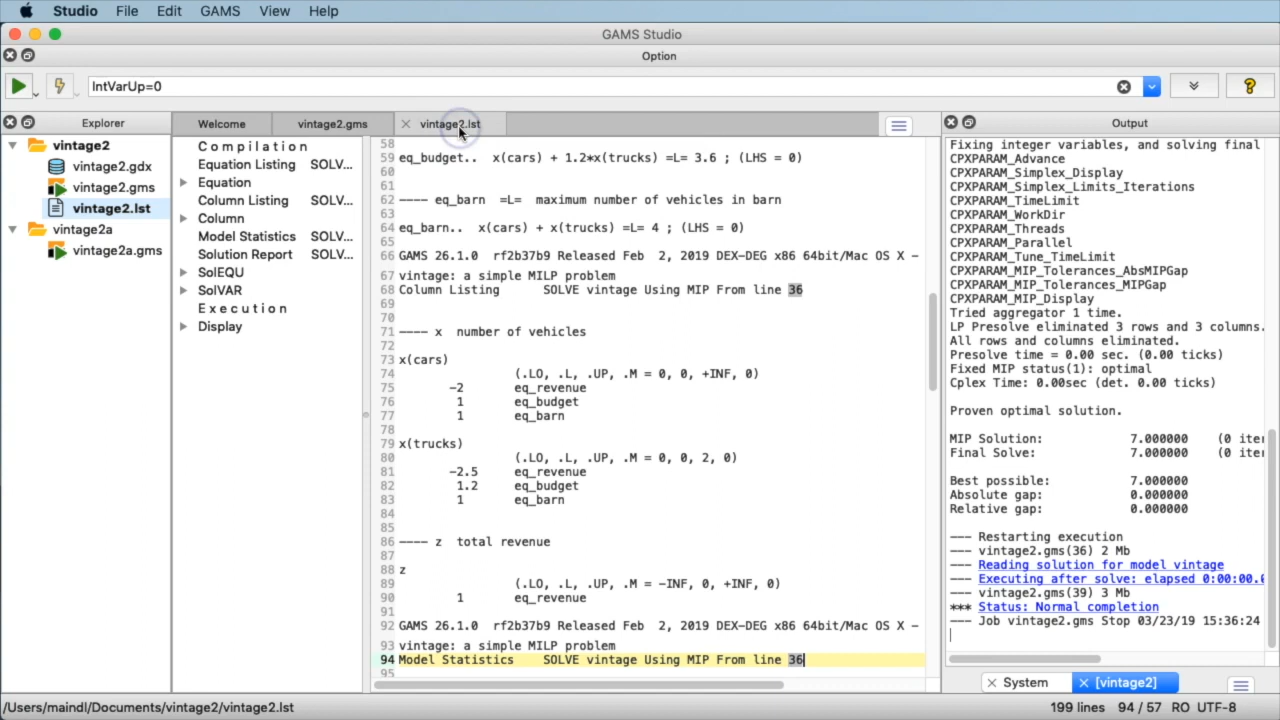 Studio File Edit GAMS View Help
GAMS Studio
Option
IntVarUp=0
Explorer
vintage2
vintage2.gdx
vintage2.gms
vintage2.lst
vintage2a
vintage2a.gms
Welcome vintage2.gms vintage2.lst
Compilation
Equation Listing SOLV...
Equation
Column Listing SOLV...
Column
Model Statistics SOLV...
Solution Report SOLV...
SolEQU
SolVAR
Execution
Display
58
59 eq_budget.. x(cars) + 1.2*x(trucks) =L= 3.6 ; (LHS = 0)
60
61
62 ---- eq_barn =L= maximum number of vehicles in barn
63
64 eq_barn.. x(cars) + x(trucks) =L= 4 ; (LHS = 0)
65
66 GAMS 26.1.0 rf2b37b9 Released Feb 2, 2019 DEX-DEG x86 64bit/Mac OS X -
67 vintage: a simple MILP problem
68 Column Listing SOLVE vintage Using MIP From line 36
69
70
71 ---- x number of vehicles
72
73 x(cars)
74 (.LO, .L, .UP, .M = 0, 0, +INF, 0)
75 -2 eq_revenue
76 1 eq_budget
77 1 eq_barn
78
79 x(trucks)
80 (.LO, .L, .UP, .M = 0, 0, 2, 0)
81 -2.5 eq_revenue
82 1.2 eq_budget
83 1 eq_barn
84
85
86 ---- z total revenue
87
88 z
89 (.LO, .L, .UP, .M = -INF, 0, +INF, 0)
90 1 eq_revenue
91
92 GAMS 26.1.0 rf2b37b9 Released Feb 2, 2019 DEX-DEG x86 64bit/Mac OS X -
93 vintage: a simple MILP problem
94 Model Statistics SOLVE vintage Using MIP From line 36
95
Output
Fixing integer variables, and solving final
CPXPARAM_Advance
CPXPARAM_Simplex_Display
CPXPARAM_Simplex_Limits_Iterations
CPXPARAM_TimeLimit
CPXPARAM_WorkDir
CPXPARAM_Threads
CPXPARAM_Parallel
CPXPARAM_Tune_TimeLimit
CPXPARAM_MIP_Tolerances_AbsMIPGap
CPXPARAM_MIP_Tolerances_MIPGap
CPXPARAM_MIP_Display
Tried aggregator 1 time.
LP Presolve eliminated 3 rows and 3 columns.
All rows and columns eliminated.
Presolve time = 0.00 sec. (0.00 ticks)
Fixed MIP status(1): optimal
Cplex Time: 0.00sec (det. 0.00 ticks)
Proven optimal solution.
MIP Solution: 7.000000 (0 iter
Final Solve: 7.000000 (0 iter
Best possible: 7.000000
Absolute gap: 0.000000
Relative gap: 0.000000
--- Restarting execution
--- vintage2.gms(36) 2 Mb
--- Reading solution for model vintage
--- Executing after solve: elapsed 0:00:00.0
--- vintage2.gms(39) 3 Mb
*** Status: Normal completion
--- Job vintage2.gms Stop 03/23/19 15:36:24
System [vintage2]
/Users/maindl/Documents/vintage2/vintage2.lst 199 lines 94 / 57 RO UTF-8